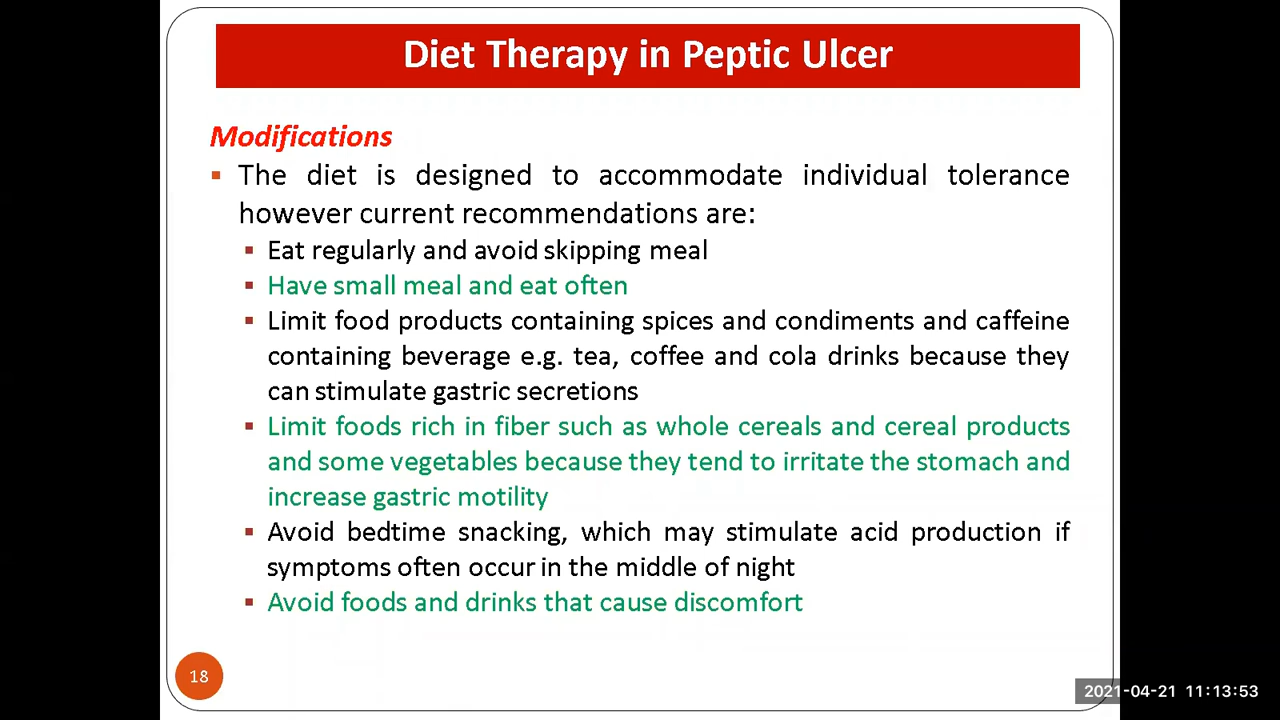 Diet Therapy in Peptic Ulcer
Modifications
▪ The diet is designed to accommodate individual tolerance
however current recommendations are:
▪ Eat regularly and avoid skipping meal
▪ Have small meal and eat often
▪ Limit food products containing spices and condiments and caffeine
containing beverage e.g. tea, coffee and cola drinks because they
can stimulate gastric secretions
▪ Limit foods rich in fiber such as whole cereals and cereal products
and some vegetables because they tend to irritate the stomach and
increase gastric motility
▪ Avoid bedtime snacking, which may stimulate acid production if
symptoms often occur in the middle of night
▪ Avoid foods and drinks that cause discomfort
18
2021-04-21 11:13:53